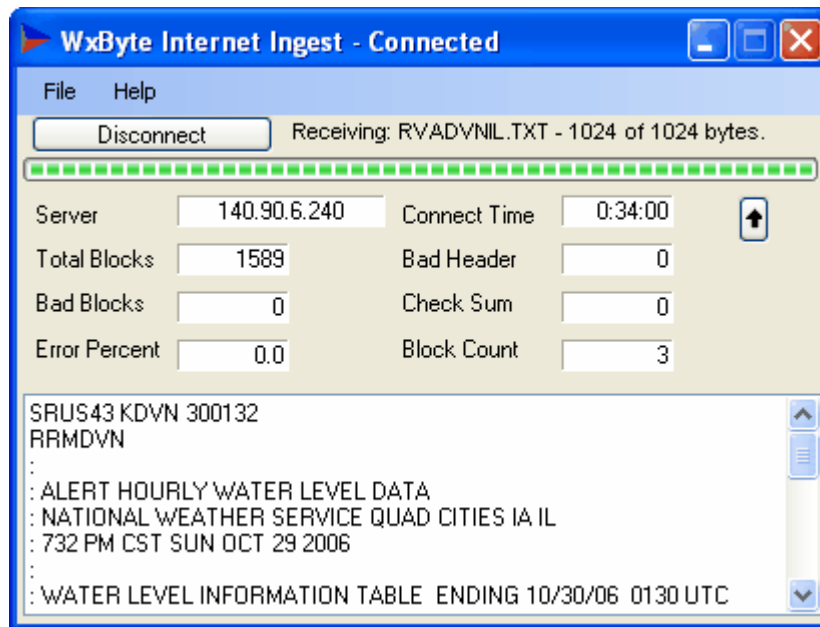 WxByte Internet Ingest - Connected
File Help
Disconnect Receiving: RVADVNIL.TXT - 1024 of 1024 bytes.
Server 140.90.6.240 Connect Time 0:34:00
Total Blocks 1589 Bad Header 0
Bad Blocks 0 Check Sum 0
Error Percent 0.0 Block Count 3
SRUS43 KDVN 300132
RRMDVN
:
: ALERT HOURLY WATER LEVEL DATA
: NATIONAL WEATHER SERVICE QUAD CITIES IA IL
: 732 PM CST SUN OCT 29 2006
:
: WATER LEVEL INFORMATION TABLE  ENDING 10/30/06  0130 UTC